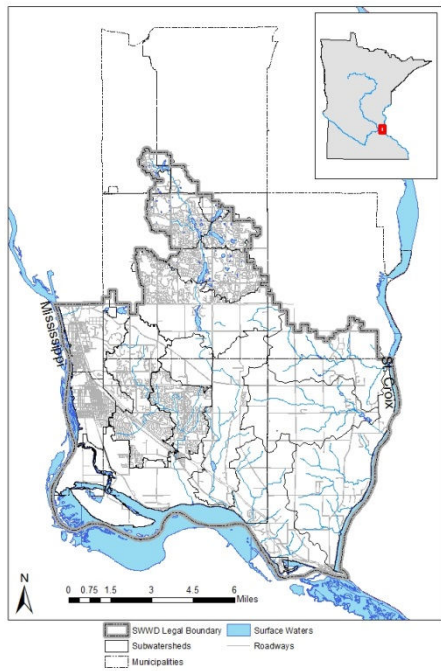 Mississippi
St. Croix
N
0 0.75 1.5 3 4.5 6
Miles
SWWD Legal Boundary
Surface Waters
Subwatersheds
Roadways
Municipalities